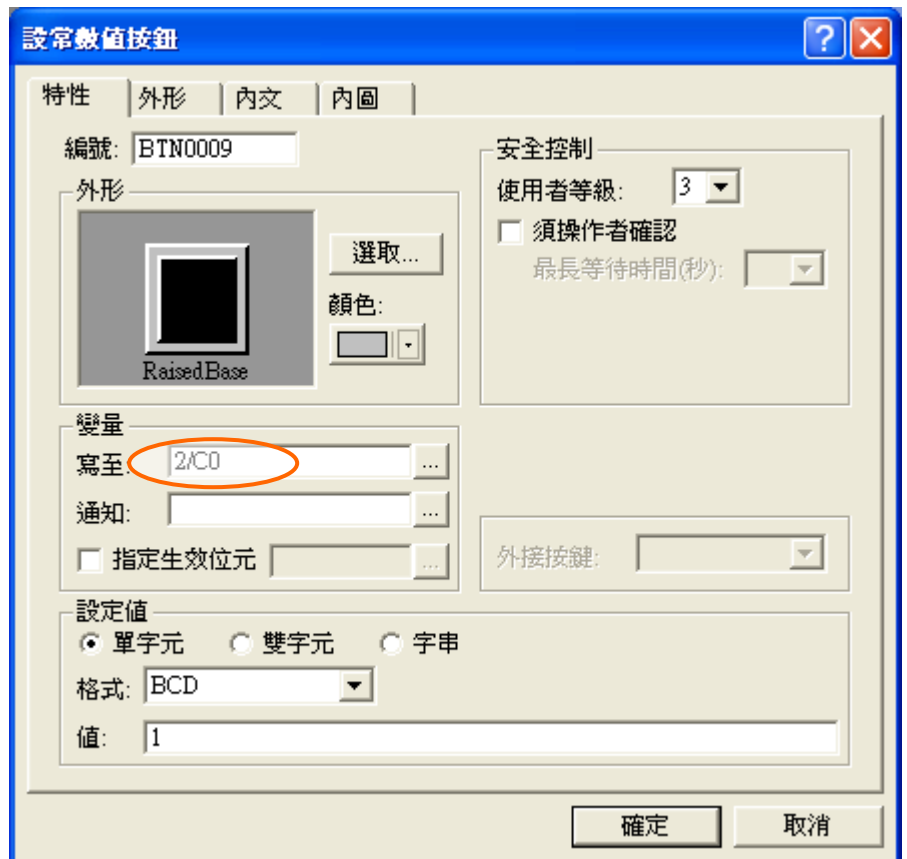 設常數值按鈕
特性 外形 內文 內圖
編號: BTN0009
外形
選取...
顏色:
RaisedBase
安全控制
使用者等級: 3
須操作者確認
最長等待時間(秒):
變量
寫至: 2/C0 ...
通知: ...
指定生效位元 ...
外接按鍵:
設定值
單字元 雙字元 字串
格式: BCD
值: 1
確定 取消